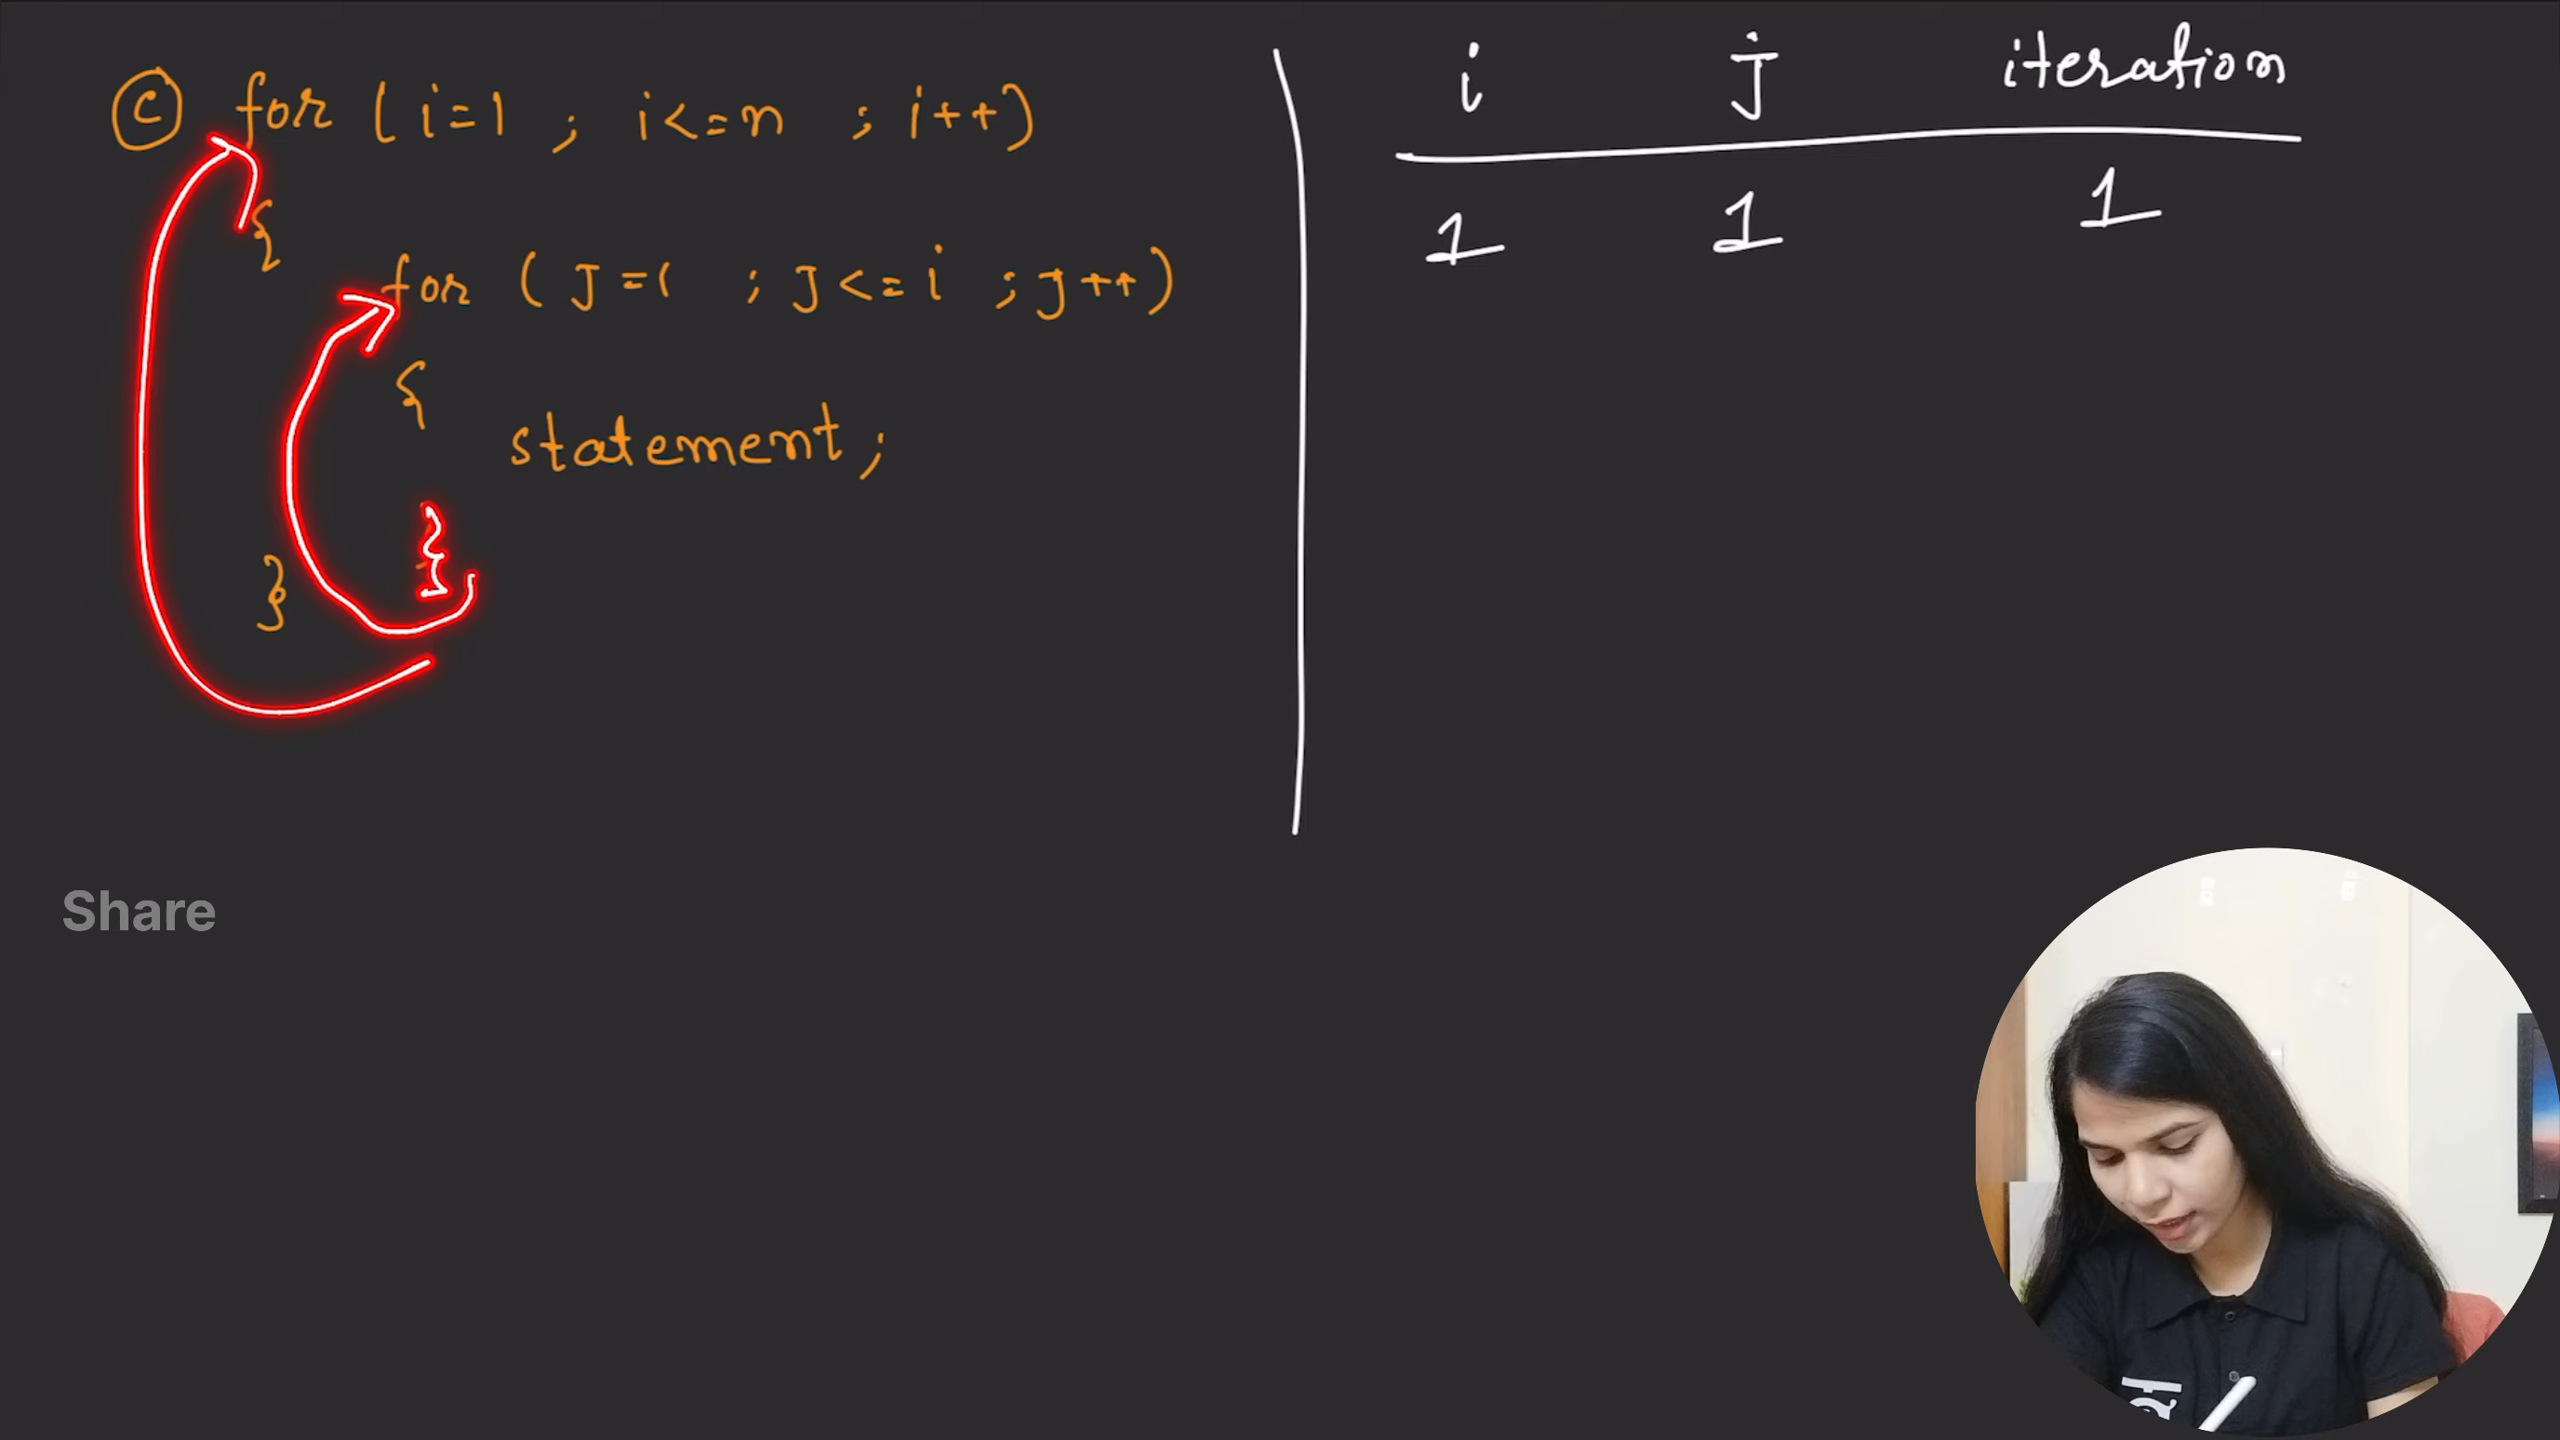 © for (i=1 ; i<=n ; i++)
{
for (j=1 ; j<=i ; j++)
{
statement;
}
}
i j iteration
1 1 1
Share